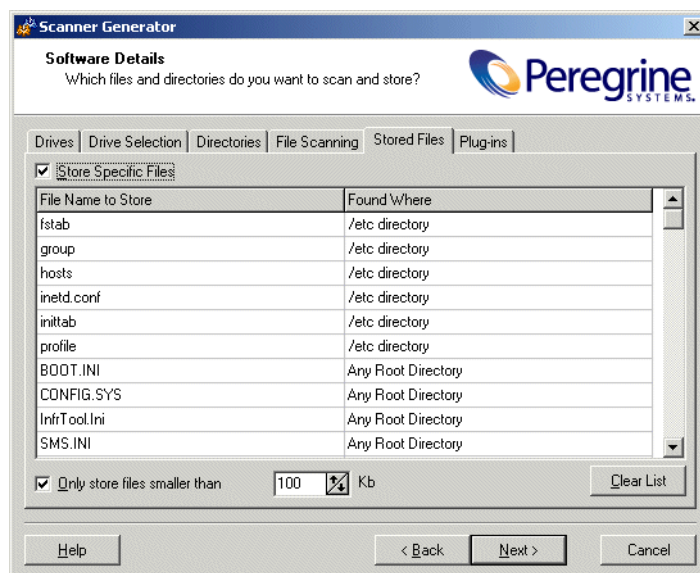 Scanner Generator
Software Details
Which files and directories do you want to scan and store?
Peregrine
SYSTEMS.
Drives Drive Selection Directories File Scanning Stored Files Plug-ins
Store Specific Files
File Name to Store Found Where
fstab /etc directory
group /etc directory
hosts /etc directory
inetd.conf /etc directory
inittab /etc directory
profile /etc directory
BOOT.INI Any Root Directory
CONFIG.SYS Any Root Directory
InfrTool.Ini Any Root Directory
SMS.INI Any Root Directory
Only store files smaller than 100 Kb Clear List
Help < Back Next > Cancel